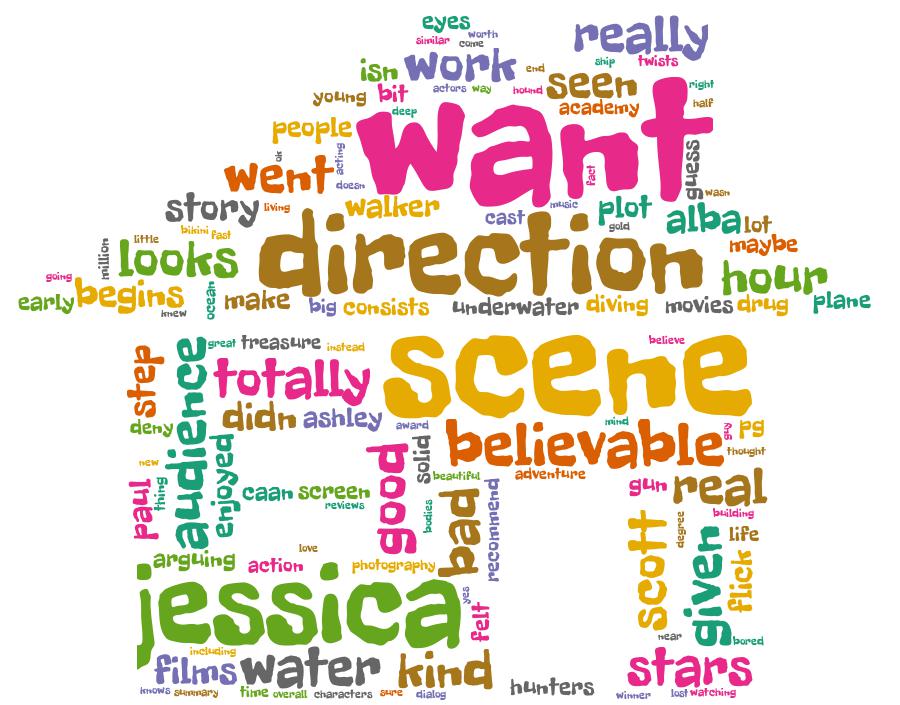 eyes
similar worth
come
really
isn work end ship twists
seen
young bit actors way hound right
academy half
deep
people want
ok acting
went doesn fact guess
wasn
story living walker cast music plot alba lot
gold
bikini fast
little direction maybe
million looks hour
going
early begins ocean make big consists underwater diving movies drug plane
knew
step audience great treasure instead scene believe
totally
deny didn ashley award mind guy pg
believable
new enjoyed good solid thought
beautiful adventure
paul thing caan screen bad recommend gun real
reviews bodies building
scott degree given life
love flick
arguing action photography
jessica yes felt
near bored
including
films water kind stars
knows summary time overall characters sure dialog hunters winner lost watching